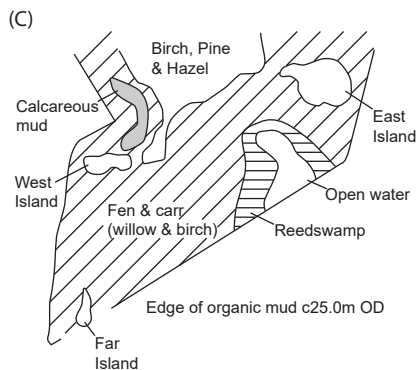 (C)
Birch, Pine
& Hazel
Calcareous
mud
East
Island
West
Island
Open water
Fen & carr
(willow & birch)
Reedswamp
Edge of organic mud c25.0m OD
Far
Island